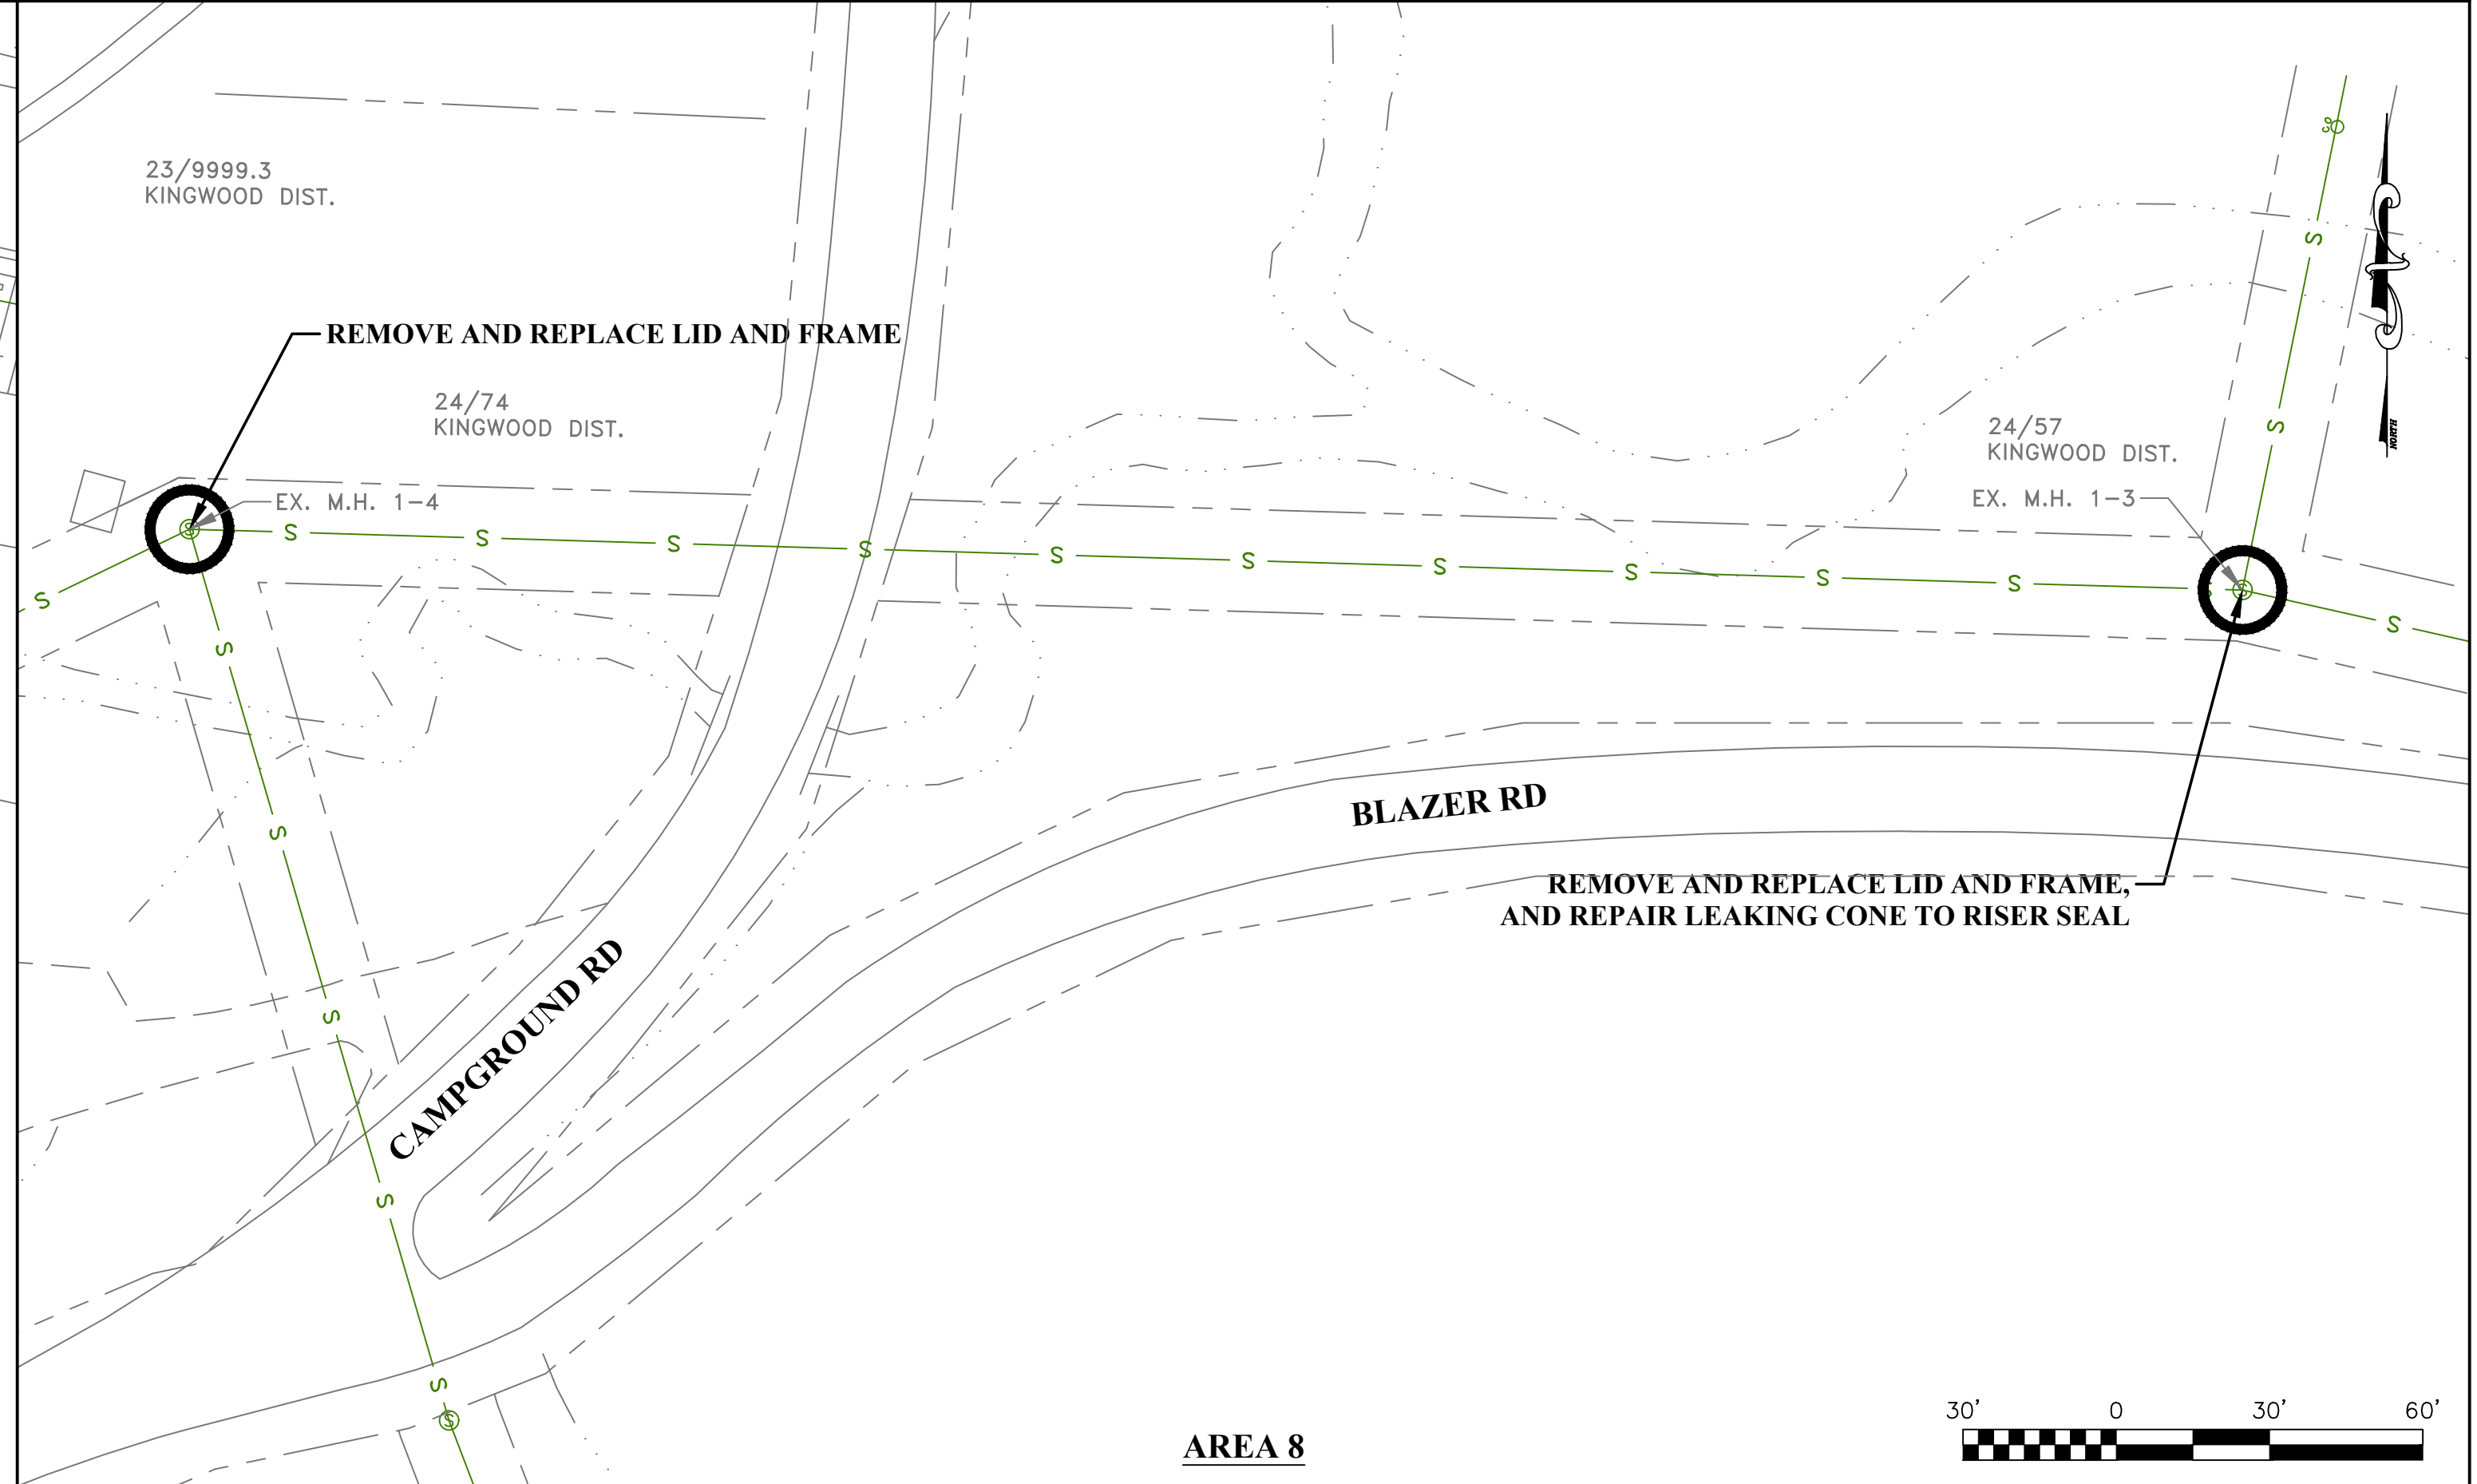 23/9999.3
KINGWOOD DIST.
REMOVE AND REPLACE LID AND FRAME
24/74
KINGWOOD DIST.
EX. M.H. 1-4
24/57
KINGWOOD DIST.
EX. M.H. 1-3
NORTH
S S S S S S S S S S S
S
S
S
S
S
S
S
S
S
S
S
S
CO
BLAZER RD
REMOVE AND REPLACE LID AND FRAME,
AND REPAIR LEAKING CONE TO RISER SEAL
CAMPGROUND RD
AREA 8
30' 0 30' 60'